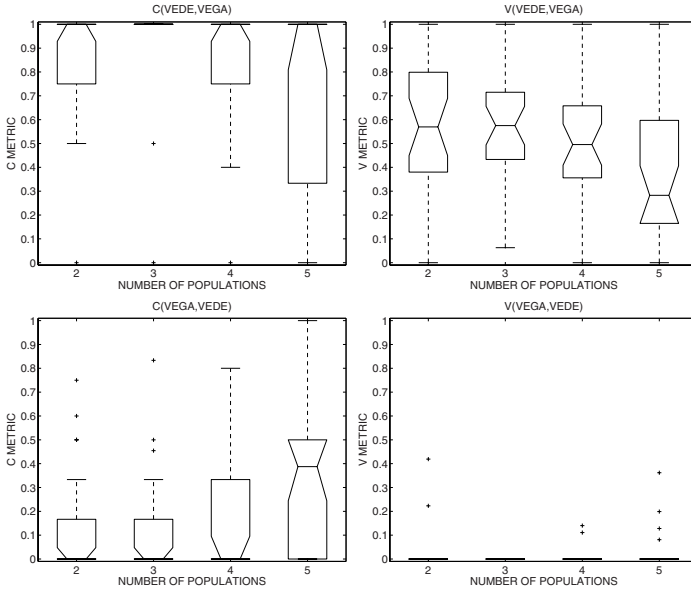 C(VEDE,VEGA)
1
0.9
0.8
0.7
0.6
0.5
0.4
0.3
0.2
0.1
0
C METRIC
2 3 4 5
NUMBER OF POPULATIONS
V(VEDE,VEGA)
1
0.9
0.8
0.7
0.6
0.5
0.4
0.3
0.2
0.1
0
V METRIC
2 3 4 5
NUMBER OF POPULATIONS
C(VEGA,VEDE)
1
0.9
0.8
0.7
0.6
0.5
0.4
0.3
0.2
0.1
0
C METRIC
2 3 4 5
NUMBER OF POPULATIONS
V(VEGA,VEDE)
1
0.9
0.8
0.7
0.6
0.5
0.4
0.3
0.2
0.1
0
V METRIC
2 3 4 5
NUMBER OF POPULATIONS